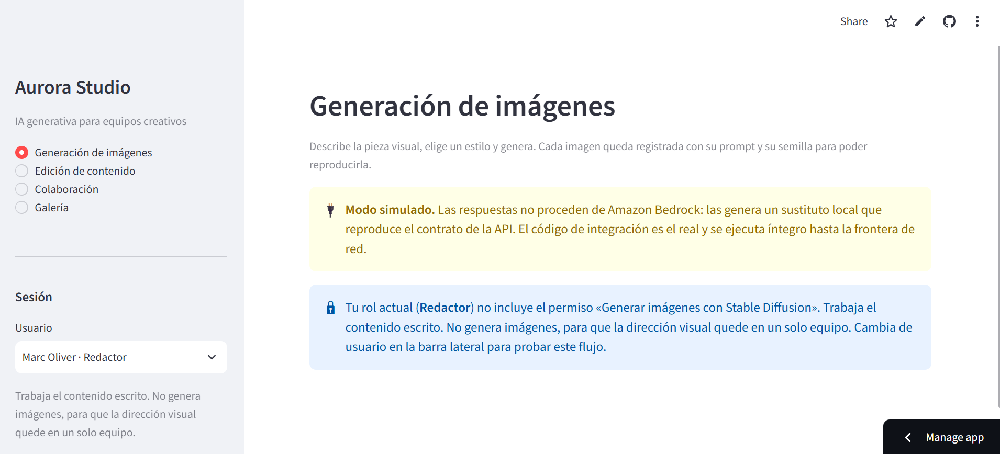 Share
Aurora Studio
IA generativa para equipos creativos
Generación de imágenes
Edición de contenido
Colaboración
Galería
Sesión
Usuario
Marc Oliver · Redactor
Trabaja el contenido escrito. No genera
imágenes, para que la dirección visual
quede en un solo equipo.
Generación de imágenes
Describe la pieza visual, elige un estilo y genera. Cada imagen queda registrada con su prompt y su semilla para poder
reproducirla.
Modo simulado. Las respuestas no proceden de Amazon Bedrock: las genera un sustituto local que
reproduce el contrato de la API. El código de integración es el real y se ejecuta íntegro hasta la frontera de
red.
Tu rol actual (Redactor) no incluye el permiso «Generar imágenes con Stable Diffusion». Trabaja el
contenido escrito. No genera imágenes, para que la dirección visual quede en un solo equipo. Cambia de
usuario en la barra lateral para probar este flujo.
Manage app